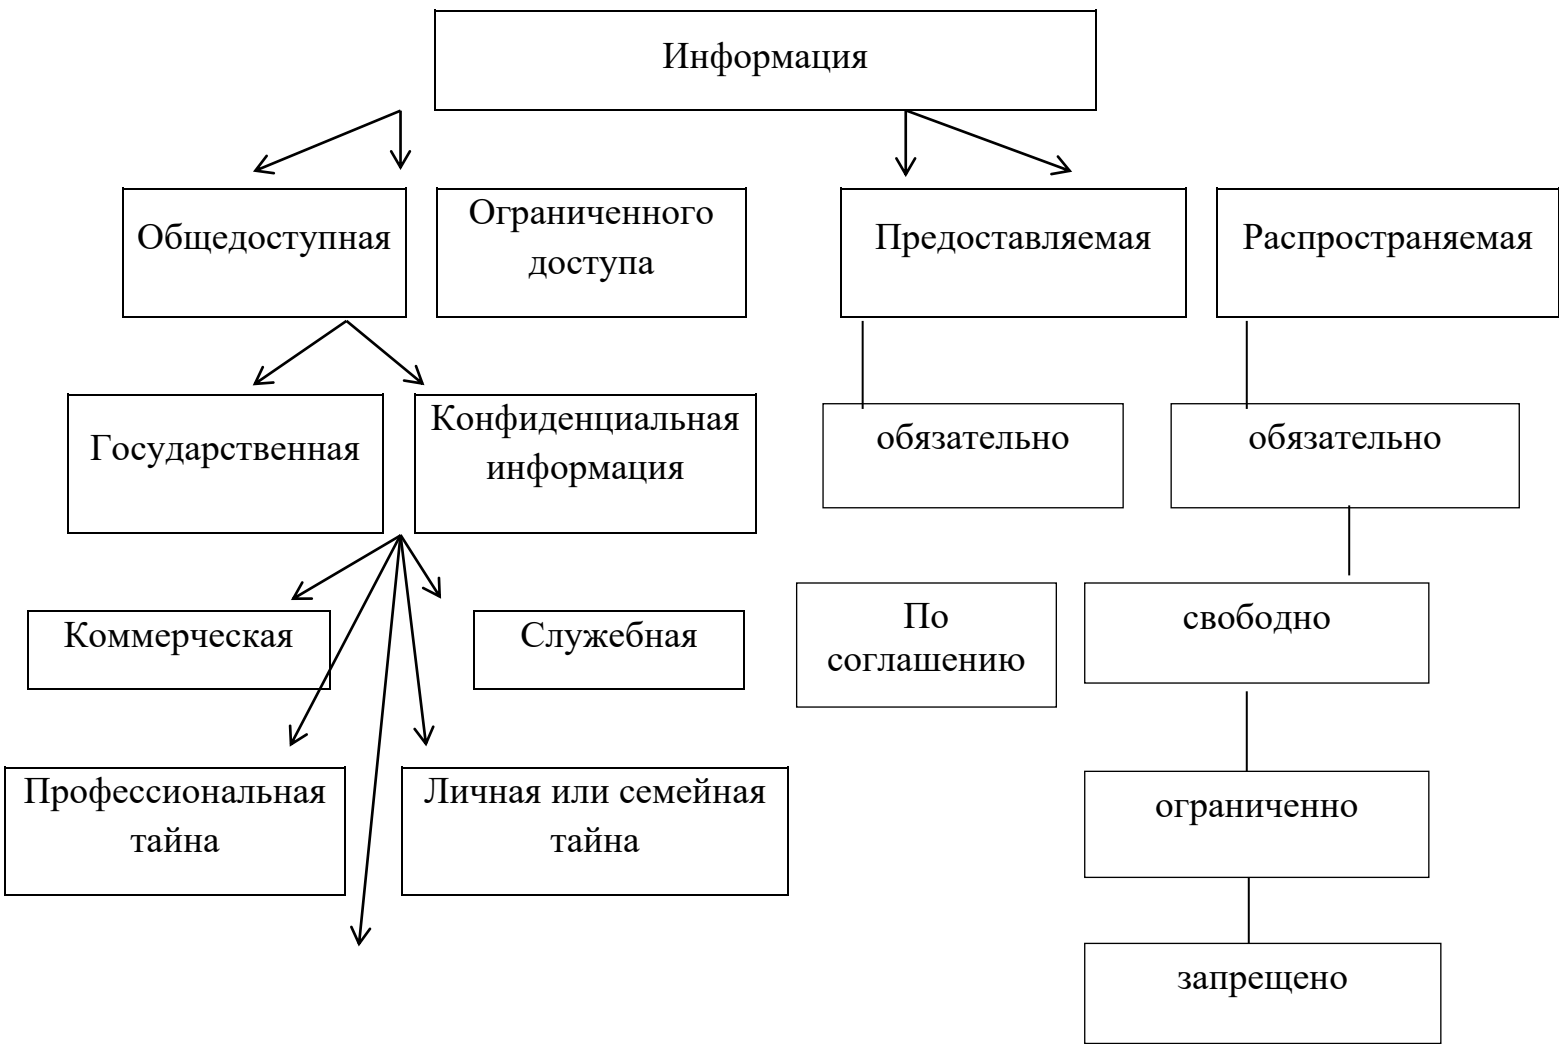 Информация
Общедоступная
Ограниченного
доступа
Предоставляемая
Распространяемая
Государственная
Конфиденциальная
информация
обязательно
обязательно
Коммерческая
Служебная
По
соглашению
свободно
Профессиональная
тайна
Личная или семейная
тайна
ограниченно
запрещено